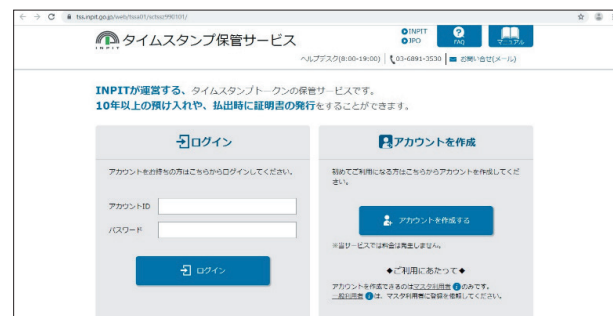 tss.inpit.go.jp/web/tssa01/sctssz990101/
INPIT
タイムスタンプ保管サービス
INPIT
JPO
FAQ
マニュアル
ヘルプデスク(8:00-19:00)
03-6891-3530
お問い合せ(メール)
INPITが運営する、タイムスタンプトークンの保管サービスです。
10年以上の預け入れや、払出時に証明書の発行をすることができます。
ログイン
アカウントをお持ちの方はこちらからログインしてください。
アカウントID
パスワード
ログイン
アカウントを作成
初めてご利用になる方はこちらからアカウントを作成してくだ
さい。
アカウントを作成する
※当サービスでは料金は発生しません。
◆ご利用にあたって◆
アカウントを作成できるのはマスタ利用者 i のみです。
一般利用者 i は、マスタ利用者に登録を依頼してください。